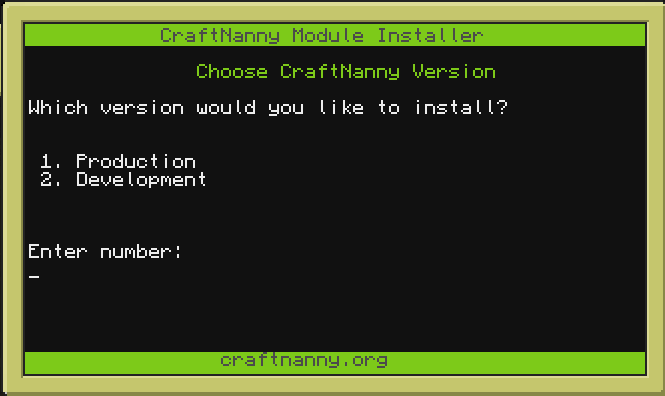 CraftNanny Module Installer
Choose CraftNanny Version
Which version would you like to install?
1. Production
2. Development
Enter number:
_
craftnanny.org